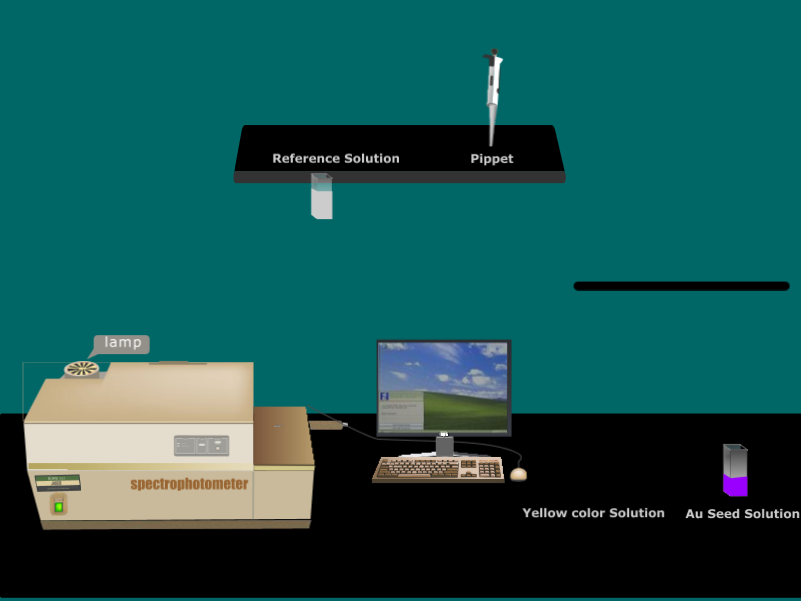 Reference Solution
Pippet
lamp
spectrophotometer
Yellow color Solution
Au Seed Solution